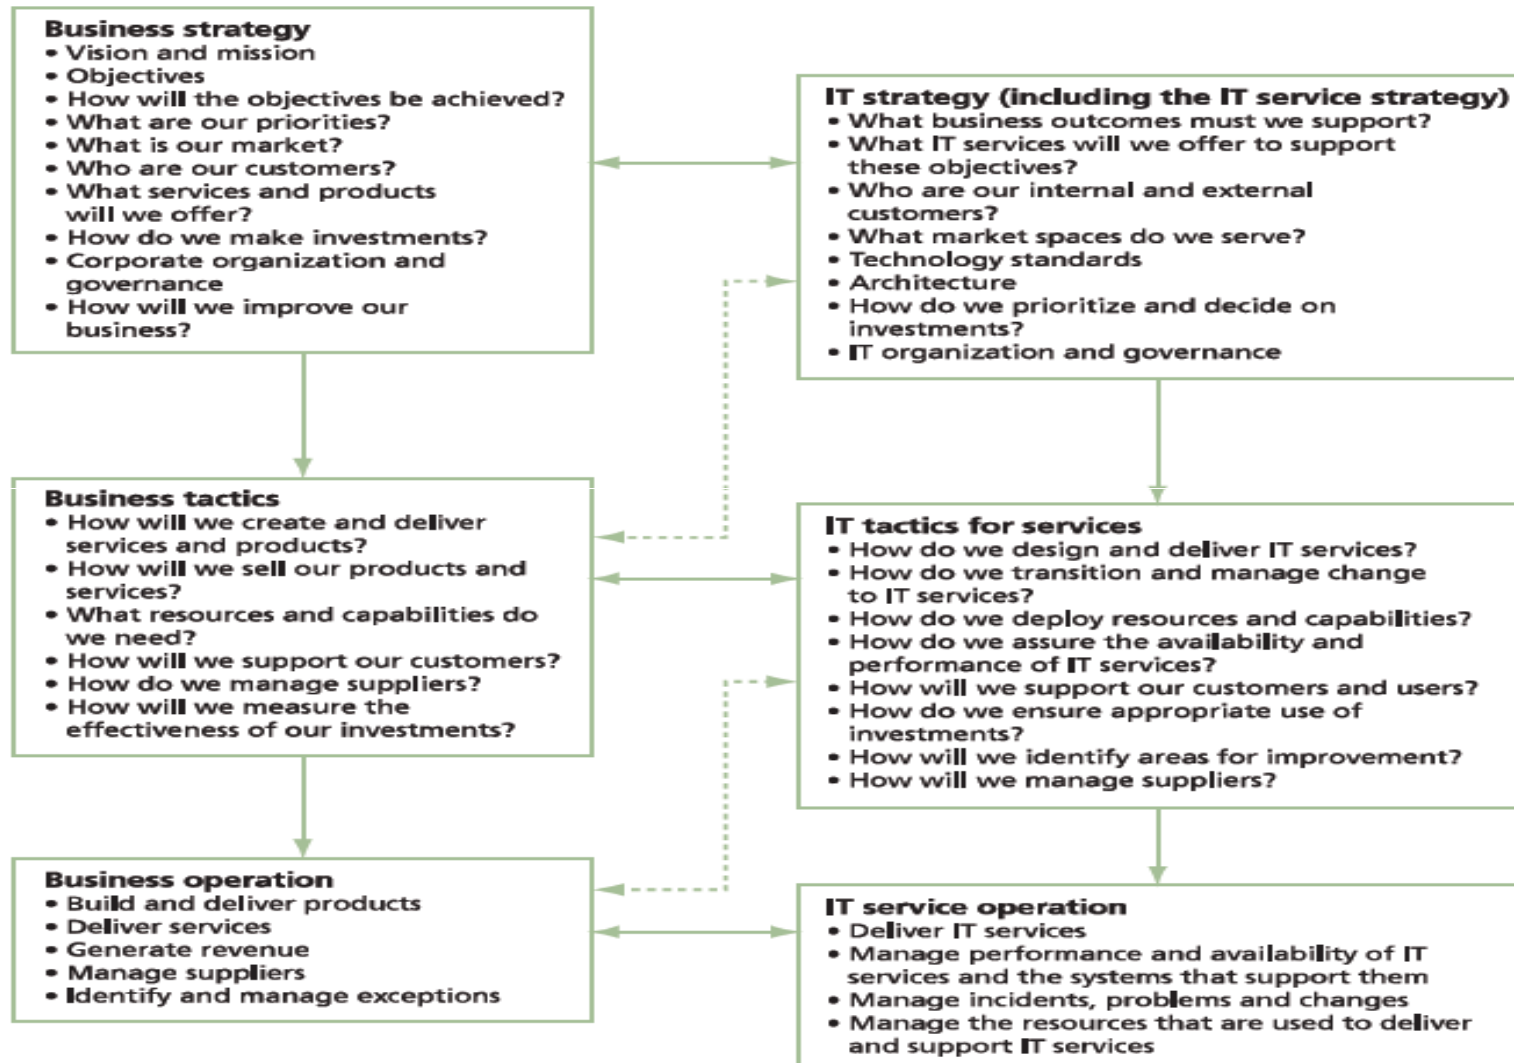 Business strategy
• Vision and mission
• Objectives
• How will the objectives be achieved?
• What are our priorities?
• What is our market?
• Who are our customers?
• What services and products
will we offer?
• How do we make investments?
• Corporate organization and
governance
• How will we improve our
business?
IT strategy (including the IT service strategy)
• What business outcomes must we support?
• What IT services will we offer to support
these objectives?
• Who are our internal and external
customers?
• What market spaces do we serve?
• Technology standards
• Architecture
• How do we prioritize and decide on
investments?
• IT organization and governance
Business tactics
• How will we create and deliver
services and products?
• How will we sell our products and
services?
• What resources and capabilities do
we need?
• How will we support our customers?
• How do we manage suppliers?
• How will we measure the
effectiveness of our investments?
IT tactics for services
• How do we design and deliver IT services?
• How do we transition and manage change
to IT services?
• How do we deploy resources and capabilities?
• How do we assure the availability and
performance of IT services?
• How will we support our customers and users?
• How do we ensure appropriate use of
investments?
• How will we identify areas for improvement?
• How will we manage suppliers?
Business operation
• Build and deliver products
• Deliver services
• Generate revenue
• Manage suppliers
• Identify and manage exceptions
IT service operation
• Deliver IT services
• Manage performance and availability of IT
services and the systems that support them
• Manage incidents, problems and changes
• Manage the resources that are used to deliver
and support IT services